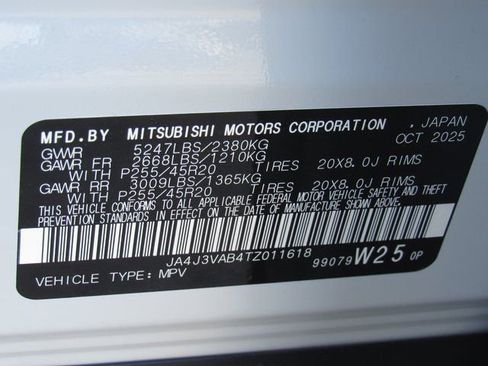 MFD.BY MITSUBISHI MOTORS CORPORATION . JAPAN
GVWR 5247LBS/2380KG OCT 2025
GAWR FR 2668LBS/1210KG
WITH P255/45R20 TIRES 20X8.0J RIMS
GAWR RR 3009LBS/1365KG
WITH P255/45R20 TIRES 20X8.0J RIMS
THIS VEHICLE CONFORMS TO ALL APPLICABLE FEDERAL MOTOR VEHICLE SAFETY AND THEFT
PREVENTION STANDARDS IN EFFECT ON THE DATE OF MANUFACTURE SHOWN ABOVE.
JA4J3VAB4TZ011618
VEHICLE TYPE: MPV 99079 W25 OP